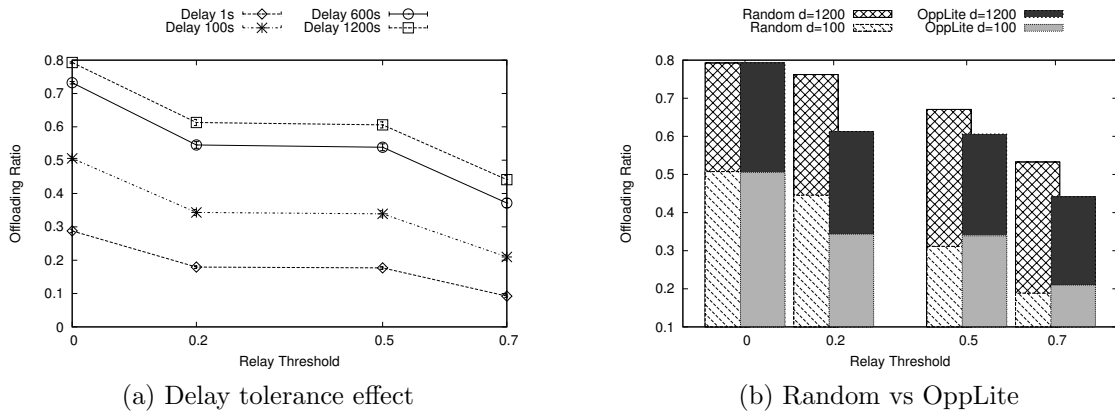 Delay 1s
Delay 100s
Delay 600s
Delay 1200s
0.8
0.7
0.6
0.5
0.4
0.3
0.2
0.1
0
Offloading Ratio
0 0.2 0.5 0.7
Relay Threshold
(a) Delay tolerance effect
Random d=1200
Random d=100
OppLite d=1200
OppLite d=100
0.8
0.7
0.6
0.5
0.4
0.3
0.2
0.1
Offloading Ratio
0 0.2 0.5 0.7
Relay Threshold
(b) Random vs OppLite